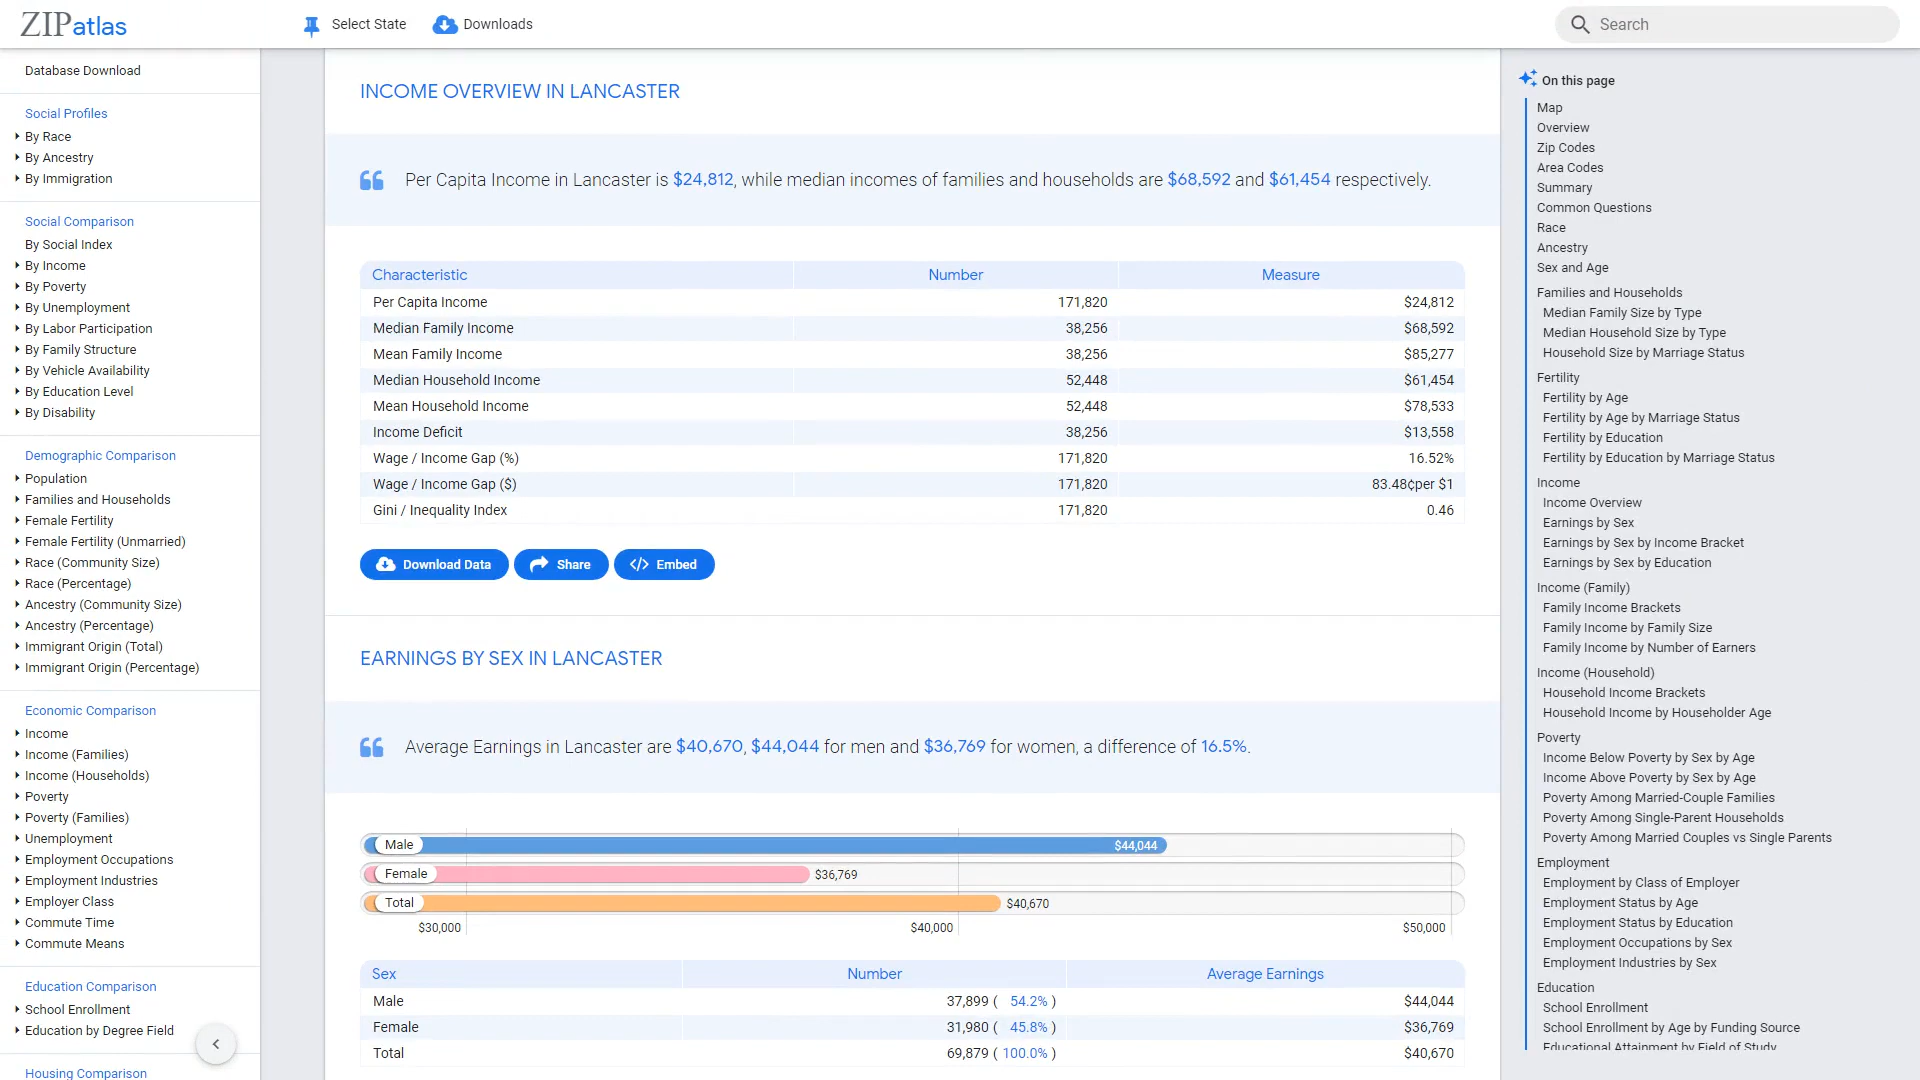 ZIPatlas
Select State
Downloads
Search
Database Download
Social Profiles
By Race
By Ancestry
By Immigration
Social Comparison
By Social Index
By Income
By Poverty
By Unemployment
By Labor Participation
By Family Structure
By Vehicle Availability
By Education Level
By Disability
Demographic Comparison
Population
Families and Households
Female Fertility
Female Fertility (Unmarried)
Race (Community Size)
Race (Percentage)
Ancestry (Community Size)
Ancestry (Percentage)
Immigrant Origin (Total)
Immigrant Origin (Percentage)
Economic Comparison
Income
Income (Families)
Income (Households)
Poverty
Poverty (Families)
Unemployment
Employment Occupations
Employment Industries
Employer Class
Commute Time
Commute Means
Education Comparison
School Enrollment
Education by Degree Field
Housing Comparison
INCOME OVERVIEW IN LANCASTER
Per Capita Income in Lancaster is $24,812, while median incomes of families and households are $68,592 and $61,454 respectively.
Characteristic Number Measure
Per Capita Income 171,820 $24,812
Median Family Income 38,256 $68,592
Mean Family Income 38,256 $85,277
Median Household Income 52,448 $61,454
Mean Household Income 52,448 $78,533
Income Deficit 38,256 $13,558
Wage / Income Gap (%) 171,820 16.52%
Wage / Income Gap ($) 171,820 83.48¢per $1
Gini / Inequality Index 171,820 0.46
Download Data
Share
Embed
EARNINGS BY SEX IN LANCASTER
Average Earnings in Lancaster are $40,670, $44,044 for men and $36,769 for women, a difference of 16.5%.
Male $44,044
Female $36,769
Total $40,670
$30,000 $40,000 $50,000
Sex Number Average Earnings
Male 37,899 ( 54.2% ) $44,044
Female 31,980 ( 45.8% ) $36,769
Total 69,879 ( 100.0% ) $40,670
On this page
Map
Overview
Zip Codes
Area Codes
Summary
Common Questions
Race
Ancestry
Sex and Age
Families and Households
Median Family Size by Type
Median Household Size by Type
Household Size by Marriage Status
Fertility
Fertility by Age
Fertility by Age by Marriage Status
Fertility by Education
Fertility by Education by Marriage Status
Income
Income Overview
Earnings by Sex
Earnings by Sex by Income Bracket
Earnings by Sex by Education
Income (Family)
Family Income Brackets
Family Income by Family Size
Family Income by Number of Earners
Income (Household)
Household Income Brackets
Household Income by Householder Age
Poverty
Income Below Poverty by Sex by Age
Income Above Poverty by Sex by Age
Poverty Among Married-Couple Families
Poverty Among Single-Parent Households
Poverty Among Married Couples vs Single Parents
Employment
Employment by Class of Employer
Employment Status by Age
Employment Status by Education
Employment Occupations by Sex
Employment Industries by Sex
Education
School Enrollment
School Enrollment by Age by Funding Source
Educational Attainment by Field of Study